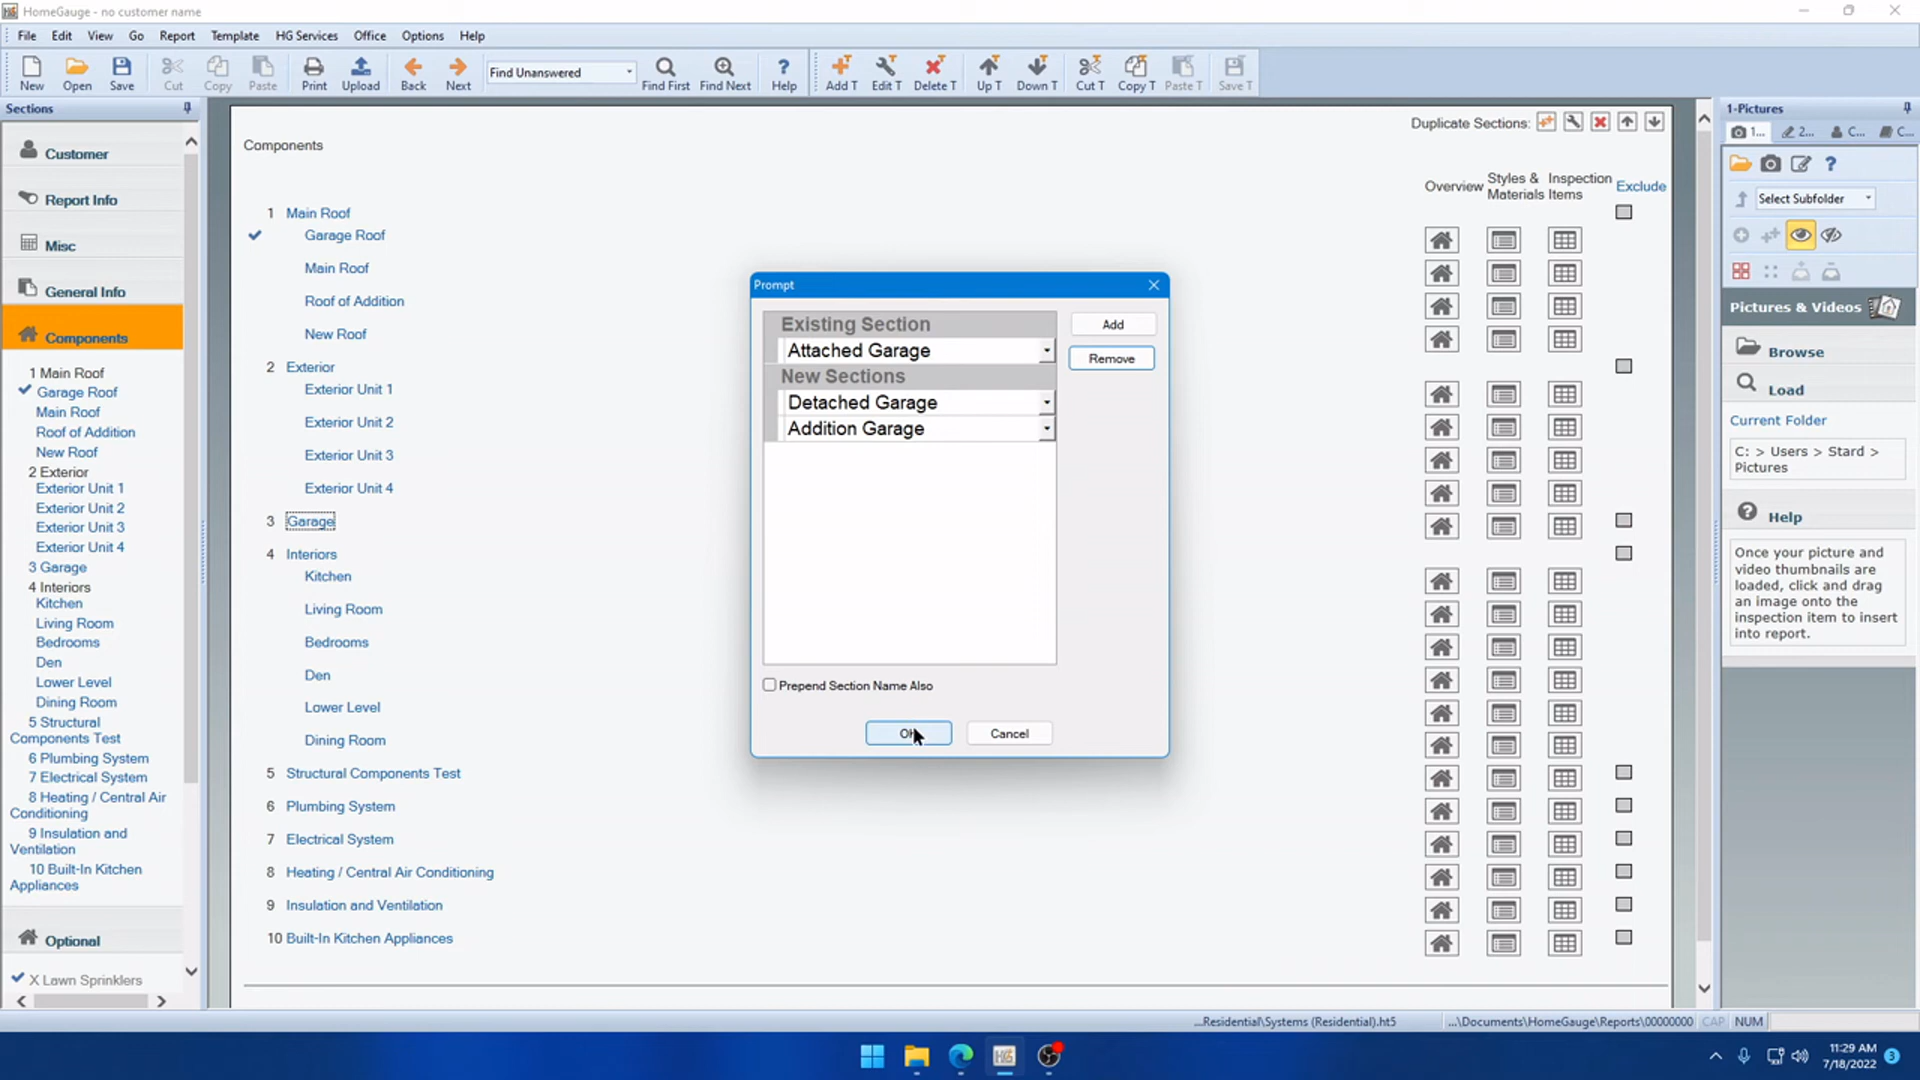 HomeGauge - no customer name
File Edit View Go Report Template HG Services Office Options Help
New Open Save Cut Copy Paste Print Upload Back Next Find Unanswered Find First Find Next Help Add T Edit T Delete T Up T Down T Cut T Copy T Paste T Save T
Sections
Customer
Report Info
Misc
General Info
Components
1 Main Roof
Garage Roof
Main Roof
Roof of Addition
New Roof
2 Exterior
Exterior Unit 1
Exterior Unit 2
Exterior Unit 3
Exterior Unit 4
3 Garage
4 Interiors
Kitchen
Living Room
Bedrooms
Den
Lower Level
Dining Room
5 Structural
Components Test
6 Plumbing System
7 Electrical System
8 Heating / Central Air
Conditioning
9 Insulation and
Ventilation
10 Built-In Kitchen
Appliances
Optional
X Lawn Sprinklers
Components
Duplicate Sections:
Overview Styles & Materials Inspection Items Exclude
1 Main Roof
Garage Roof
Main Roof
Roof of Addition
New Roof
2 Exterior
Exterior Unit 1
Exterior Unit 2
Exterior Unit 3
Exterior Unit 4
3 Garage
4 Interiors
Kitchen
Living Room
Bedrooms
Den
Lower Level
Dining Room
5 Structural Components Test
6 Plumbing System
7 Electrical System
8 Heating / Central Air Conditioning
9 Insulation and Ventilation
10 Built-In Kitchen Appliances
Prompt
Existing Section
Attached Garage
New Sections
Detached Garage
Addition Garage
Add
Remove
Prepend Section Name Also
Cancel
1-Pictures
1... 2... C... C...
Select Subfolder
Pictures & Videos
Browse
Load
Current Folder
C: > Users > Stard >
Pictures
Help
Once your picture and
video thumbnails are
loaded, click and drag
an image onto the
inspection item to insert
into report.
...Residential\Systems (Residential).ht5 ...\Documents\HomeGauge\Reports\00000000 CAP NUM
11:29 AM
7/18/2022
3